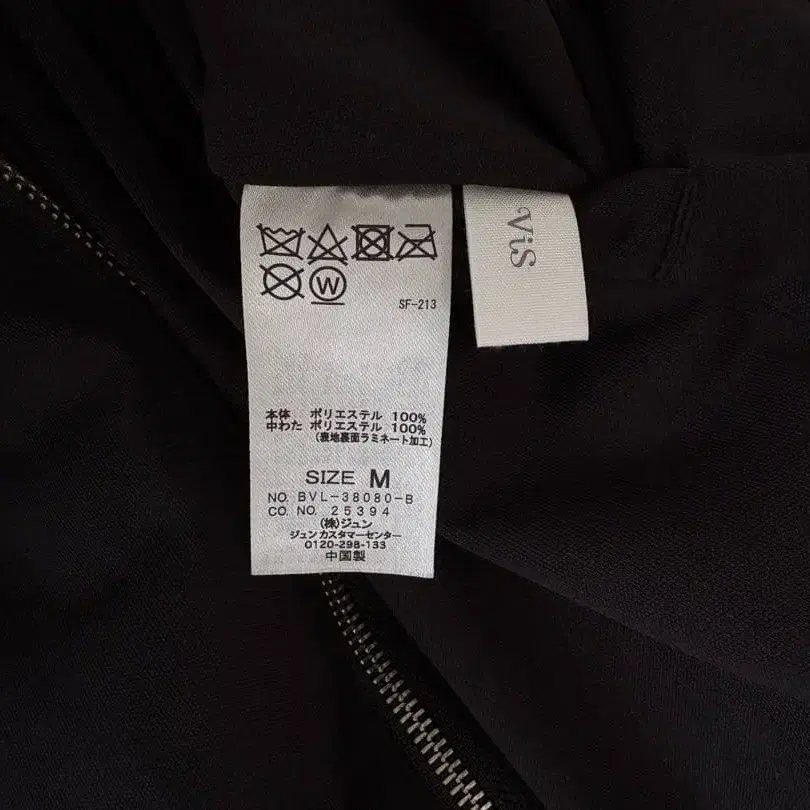 W
SF-213
本体 ポリエステル 100%
中わた ポリエステル 100%
(表地裏面ラミネート加工)
SIZE M
NO. BVL-38080-B
CO. NO. 25394
(株)ジュン
ジュンカスタマーセンター
0120-298-133
中国製
ViS